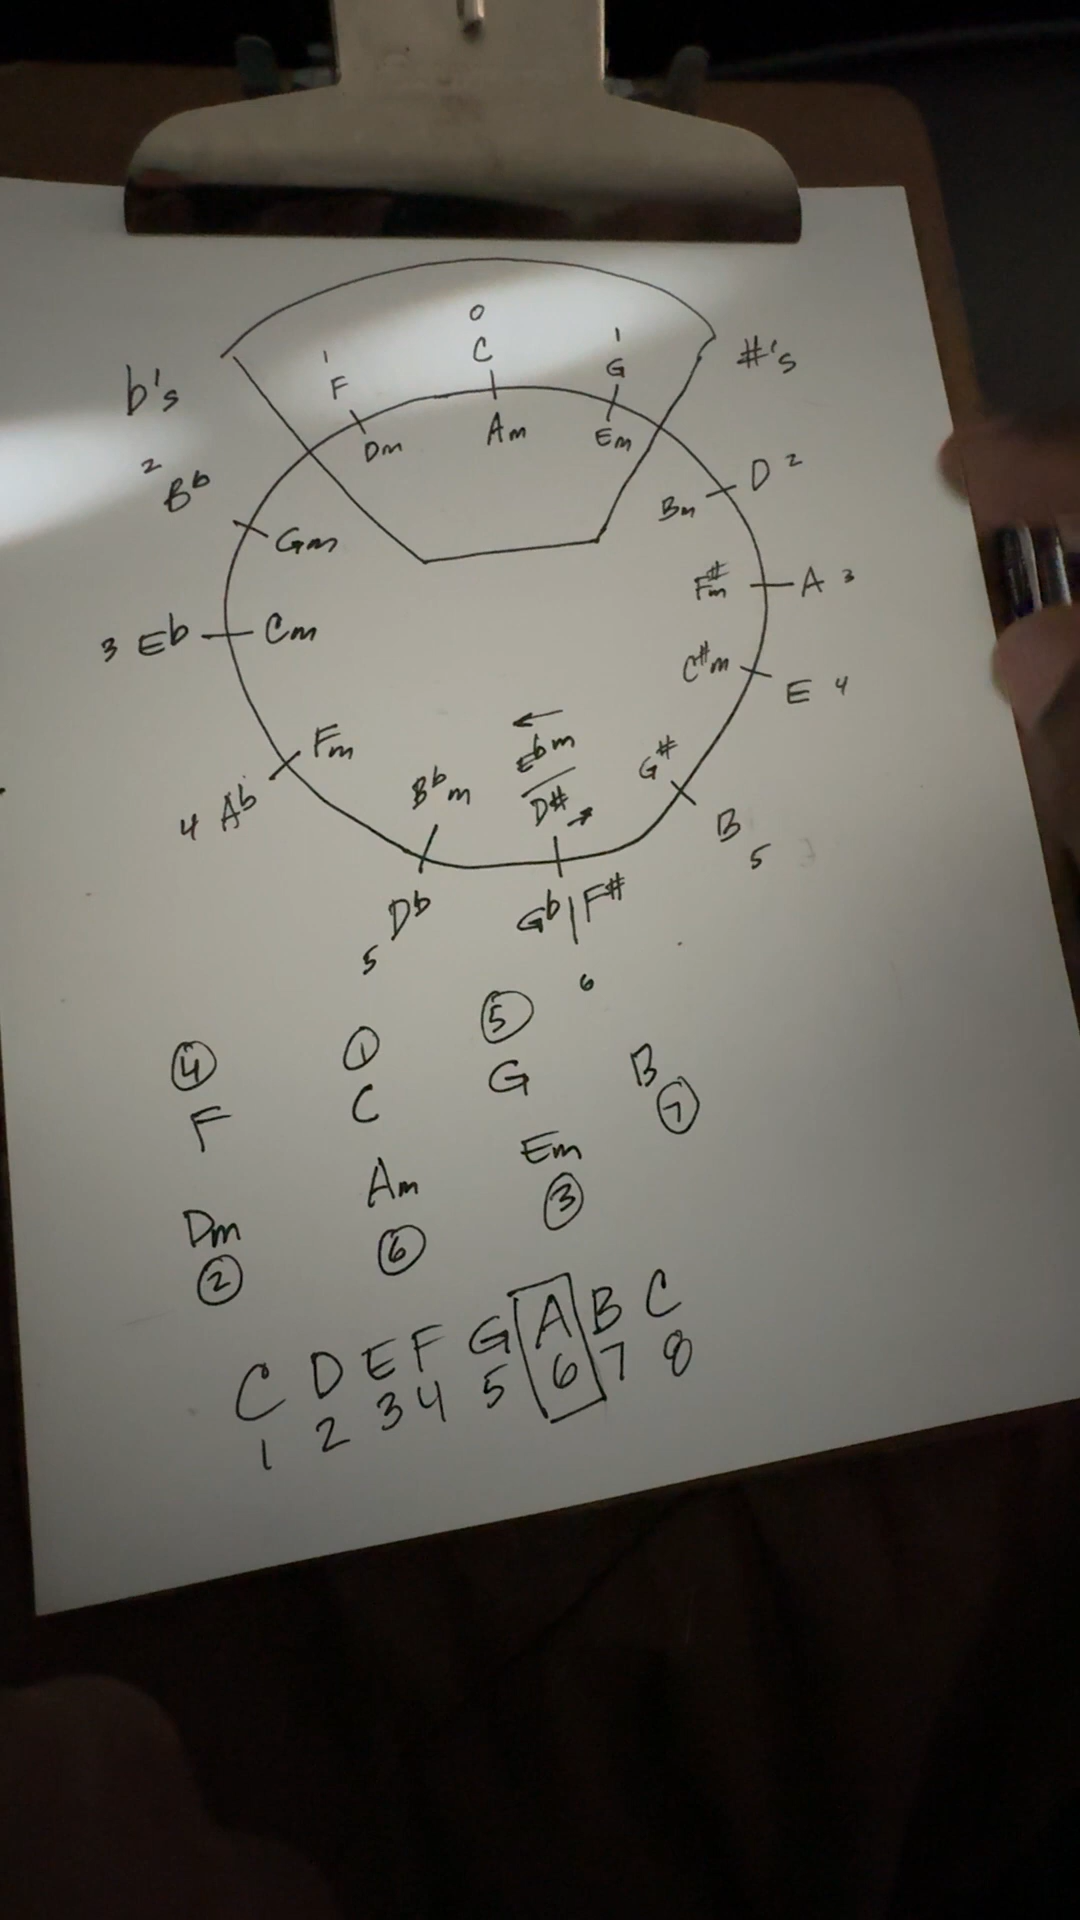 0
1 C 1
F G
b's #'s
Dm Am Em
2 Bb D 2
Gm Bm
F#m A 3
3 Eb Cm
C#m E 4
Fm Ebm G#
4 Ab Bbm D# B 5
Db Gb|F#
5 6
4 1 5
F C G B
7
Dm Am Em
2 6 3
C D E F G A B C
1 2 3 4 5 6 7 8